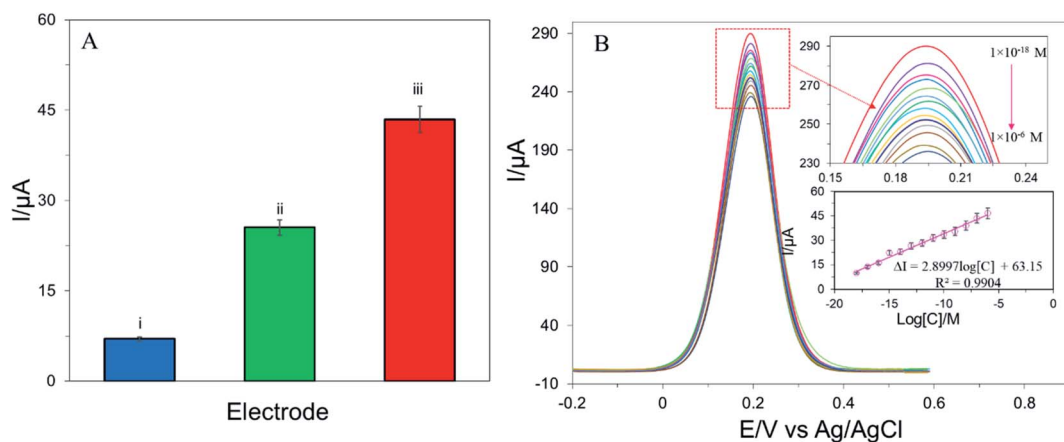 A
I/µA
60
45
30
15
0
i
ii
iii
Electrode
B
I/µA
290
240
190
140
90
40
-10
-0.2
0
0.2
0.4
0.6
0.8
E/V vs Ag/AgCl
290
280
270
260
250
240
230
0.15
0.18
0.21
0.24
1×10⁻¹⁸ M
1×10⁻⁶ M
I/µA
60
45
30
15
0
ΔI = 2.8997log[C] + 63.15
R² = 0.9904
-20
-15
-10
-5
0
Log[C]/M